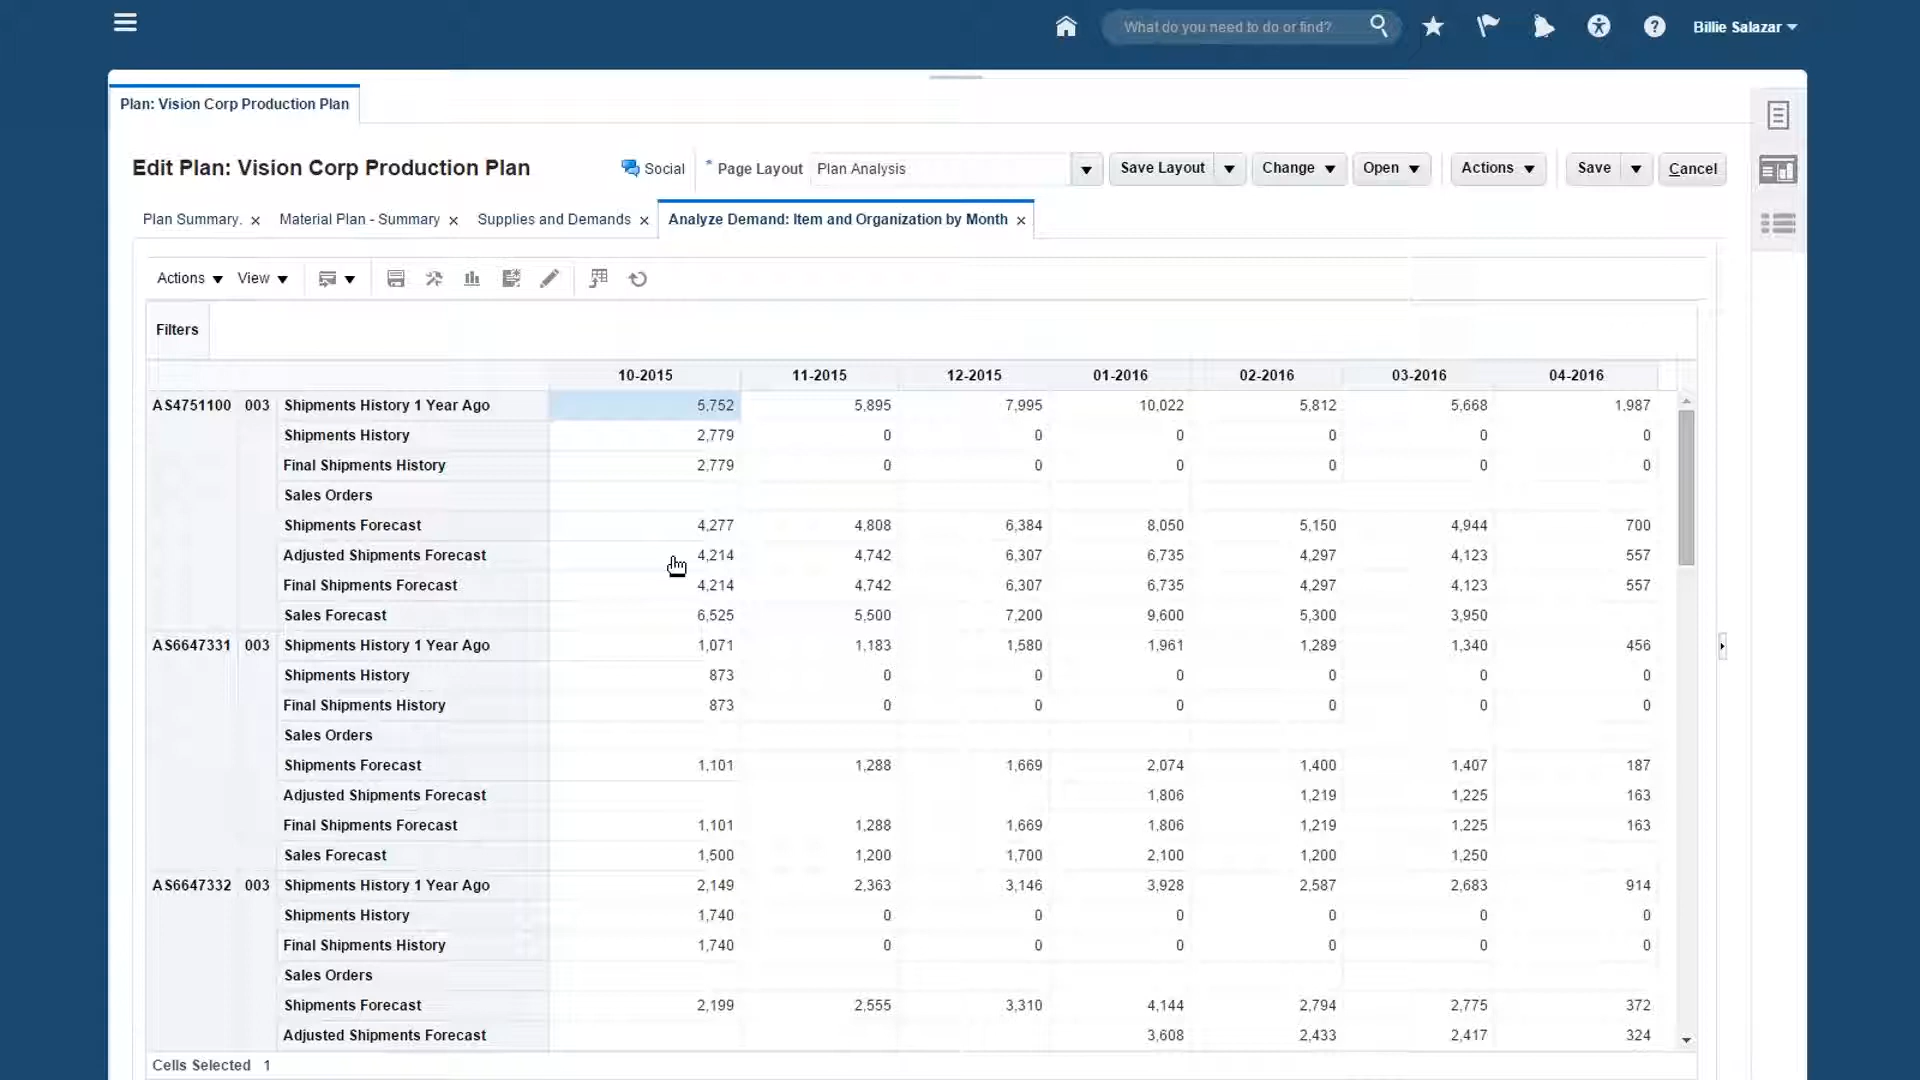 What do you need to do or find? Billie Salazar
Plan: Vision Corp Production Plan
Edit Plan: Vision Corp Production Plan Social * Page Layout Plan Analysis Save Layout Change Open Actions Save Cancel
Plan Summary. Material Plan - Summary Supplies and Demands Analyze Demand: Item and Organization by Month
Actions View
Filters
10-2015 11-2015 12-2015 01-2016 02-2016 03-2016 04-2016
AS4751100 003 Shipments History 1 Year Ago 5,752 5,895 7,995 10,022 5,812 5,668 1,987
Shipments History 2,779 0 0 0 0 0 0
Final Shipments History 2,779 0 0 0 0 0 0
Sales Orders
Shipments Forecast 4,277 4,808 6,384 8,050 5,150 4,944 700
Adjusted Shipments Forecast 4,214 4,742 6,307 6,735 4,297 4,123 557
Final Shipments Forecast 4,214 4,742 6,307 6,735 4,297 4,123 557
Sales Forecast 6,525 5,500 7,200 9,600 5,300 3,950
AS6647331 003 Shipments History 1 Year Ago 1,071 1,183 1,580 1,961 1,289 1,340 456
Shipments History 873 0 0 0 0 0 0
Final Shipments History 873 0 0 0 0 0 0
Sales Orders
Shipments Forecast 1,101 1,288 1,669 2,074 1,400 1,407 187
Adjusted Shipments Forecast 1,806 1,219 1,225 163
Final Shipments Forecast 1,101 1,288 1,669 1,806 1,219 1,225 163
Sales Forecast 1,500 1,200 1,700 2,100 1,200 1,250
AS6647332 003 Shipments History 1 Year Ago 2,149 2,363 3,146 3,928 2,587 2,683 914
Shipments History 1,740 0 0 0 0 0 0
Final Shipments History 1,740 0 0 0 0 0 0
Sales Orders
Shipments Forecast 2,199 2,555 3,310 4,144 2,794 2,775 372
Adjusted Shipments Forecast 3,608 2,433 2,417 324
Cells Selected 1